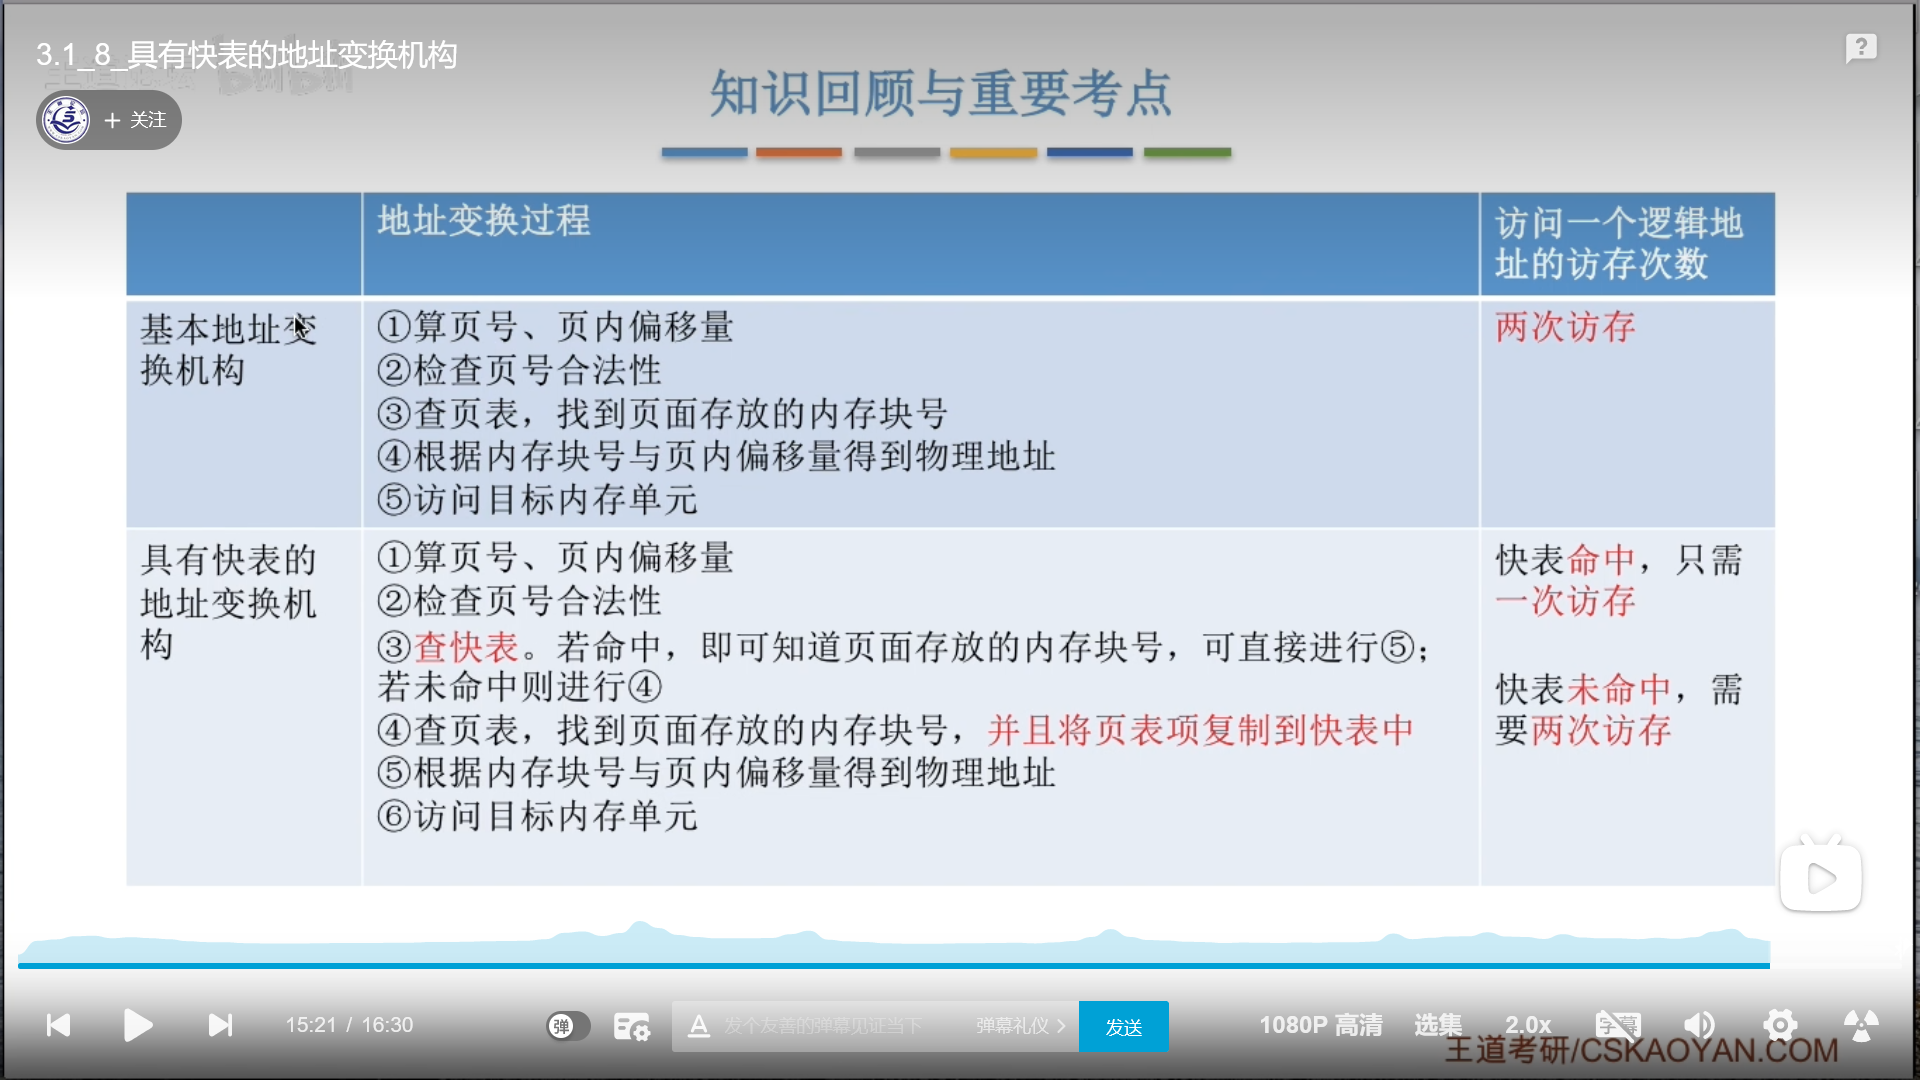 3.1_8_具有快表的地址变换机构
+ 关注
知识回顾与重要考点
地址变换过程
访问一个逻辑地
址的访存次数
基本地址变
换机构
①算页号、页内偏移量
②检查页号合法性
③查页表，找到页面存放的内存块号
④根据内存块号与页内偏移量得到物理地址
⑤访问目标内存单元
两次访存
具有快表的
地址变换机
构
①算页号、页内偏移量
②检查页号合法性
③查快表。若命中，即可知道页面存放的内存块号，可直接进行⑤；
若未命中则进行④
④查页表，找到页面存放的内存块号，并且将页表项复制到快表中
⑤根据内存块号与页内偏移量得到物理地址
⑥访问目标内存单元
快表命中，只需
一次访存
快表未命中，需
要两次访存
15:21 / 16:30
弹
发个友善的弹幕见证当下
弹幕礼仪
发送
1080P 高清
选集
2.0x
字幕
王道考研/CSKAOYAN.COM